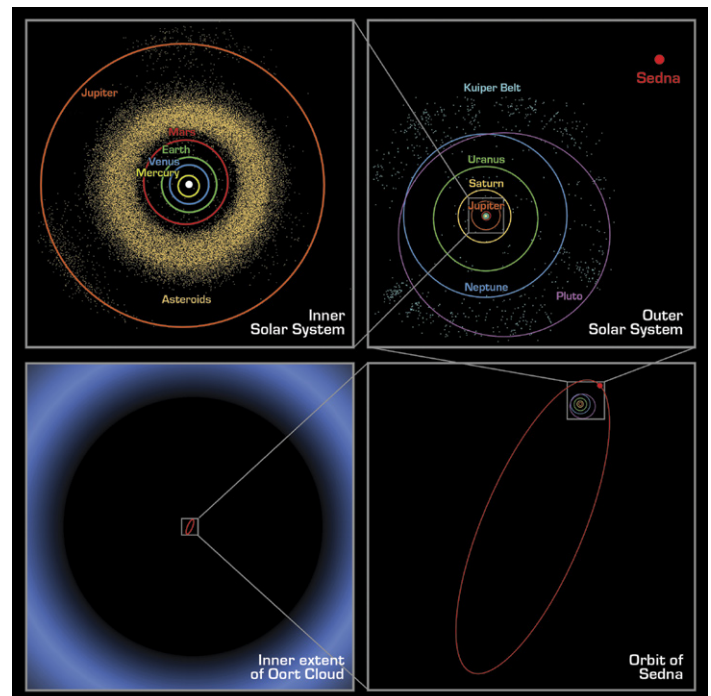 Jupiter
Mars
Earth
Venus
Mercury
Asteroids
Inner
Solar System
Sedna
Kuiper Belt
Uranus
Saturn
Jupiter
Neptune
Pluto
Outer
Solar System
Inner extent
of Oort Cloud
Orbit of
Sedna